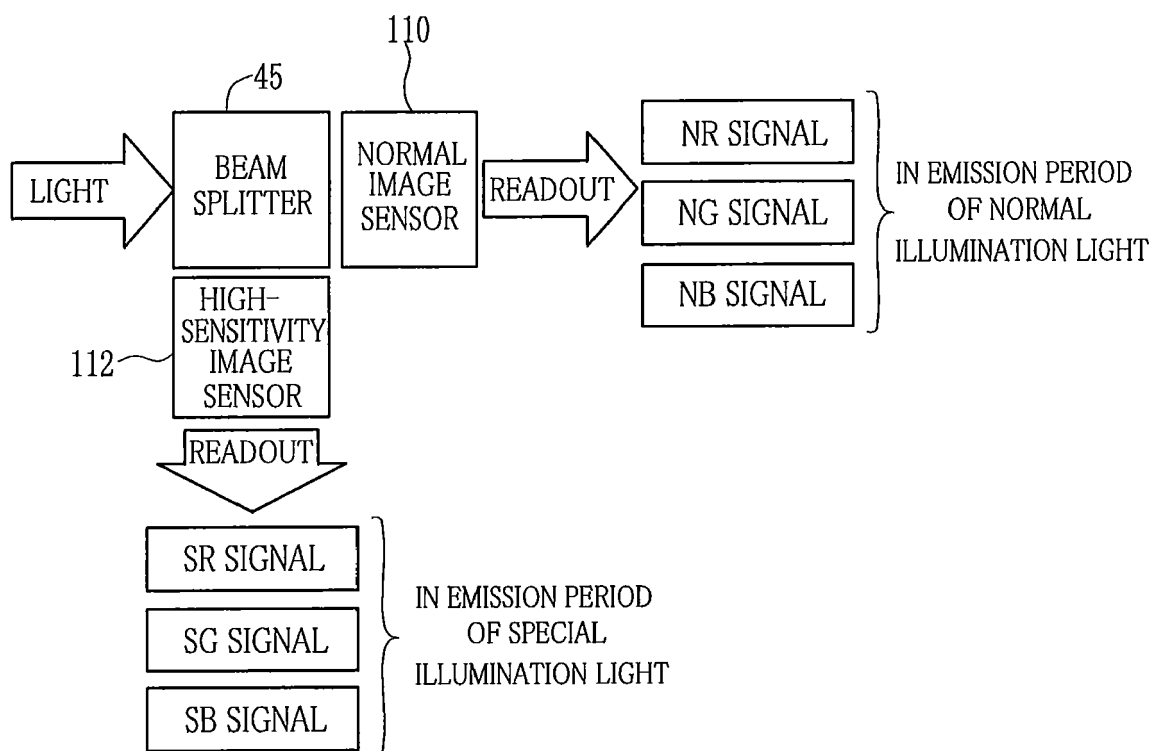 110
45
LIGHT
BEAM
SPLITTER
NORMAL
IMAGE
SENSOR
READOUT
NR SIGNAL
NG SIGNAL
NB SIGNAL
IN EMISSION PERIOD
OF NORMAL
ILLUMINATION LIGHT
112
HIGH-
SENSITIVITY
IMAGE
SENSOR
READOUT
SR SIGNAL
SG SIGNAL
SB SIGNAL
IN EMISSION PERIOD
OF SPECIAL
ILLUMINATION LIGHT